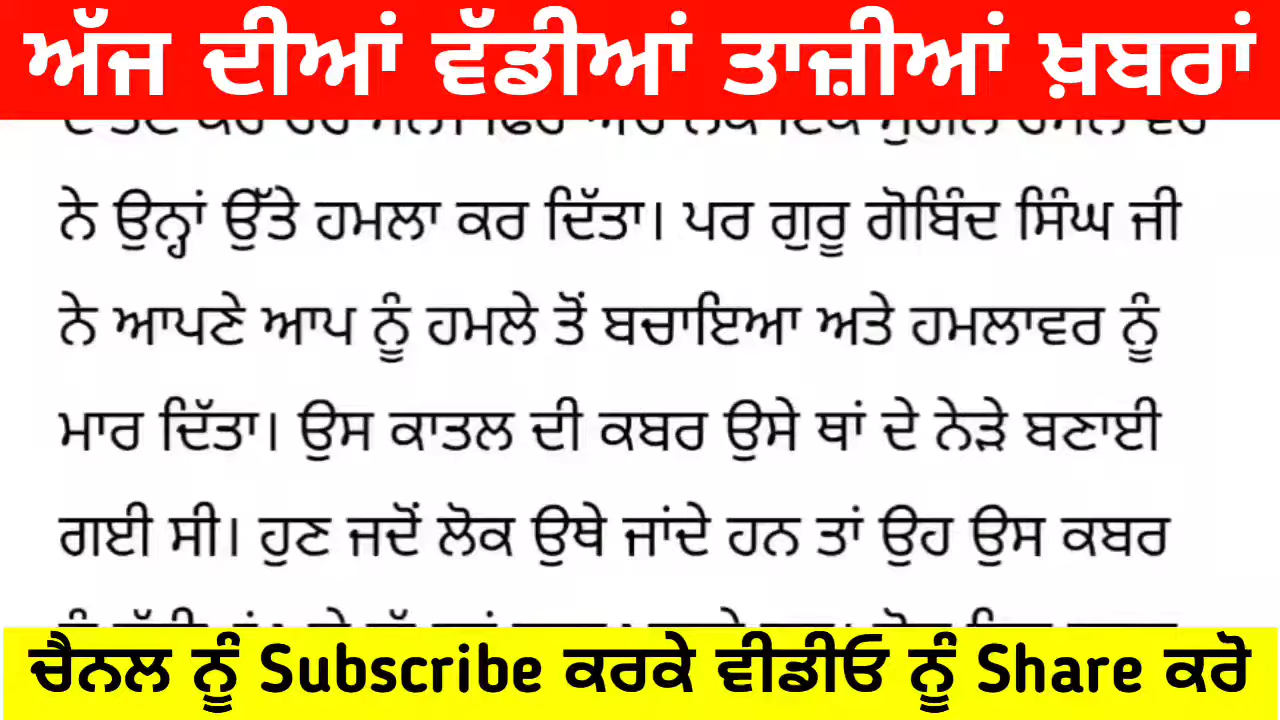 ਅੱਜ ਦੀਆਂ ਵੱਡੀਆਂ ਤਾਜ਼ੀਆਂ ਖ਼ਬਰਾਂ
ਨੇ ਉਨ੍ਹਾਂ ਉੱਤੇ ਹਮਲਾ ਕਰ ਦਿੱਤਾ। ਪਰ ਗੁਰੂ ਗੋਬਿੰਦ ਸਿੰਘ ਜੀ
ਨੇ ਆਪਣੇ ਆਪ ਨੂੰ ਹਮਲੇ ਤੋਂ ਬਚਾਇਆ ਅਤੇ ਹਮਲਾਵਰ ਨੂੰ
ਮਾਰ ਦਿੱਤਾ। ਉਸ ਕਾਤਲ ਦੀ ਕਬਰ ਉਸੇ ਥਾਂ ਦੇ ਨੇੜੇ ਬਣਾਈ
ਗਈ ਸੀ। ਹੁਣ ਜਦੋਂ ਲੋਕ ਉਥੇ ਜਾਂਦੇ ਹਨ ਤਾਂ ਉਹ ਉਸ ਕਬਰ
ਚੈਨਲ ਨੂੰ Subscribe ਕਰਕੇ ਵੀਡੀਓ ਨੂੰ Share ਕਰੋ